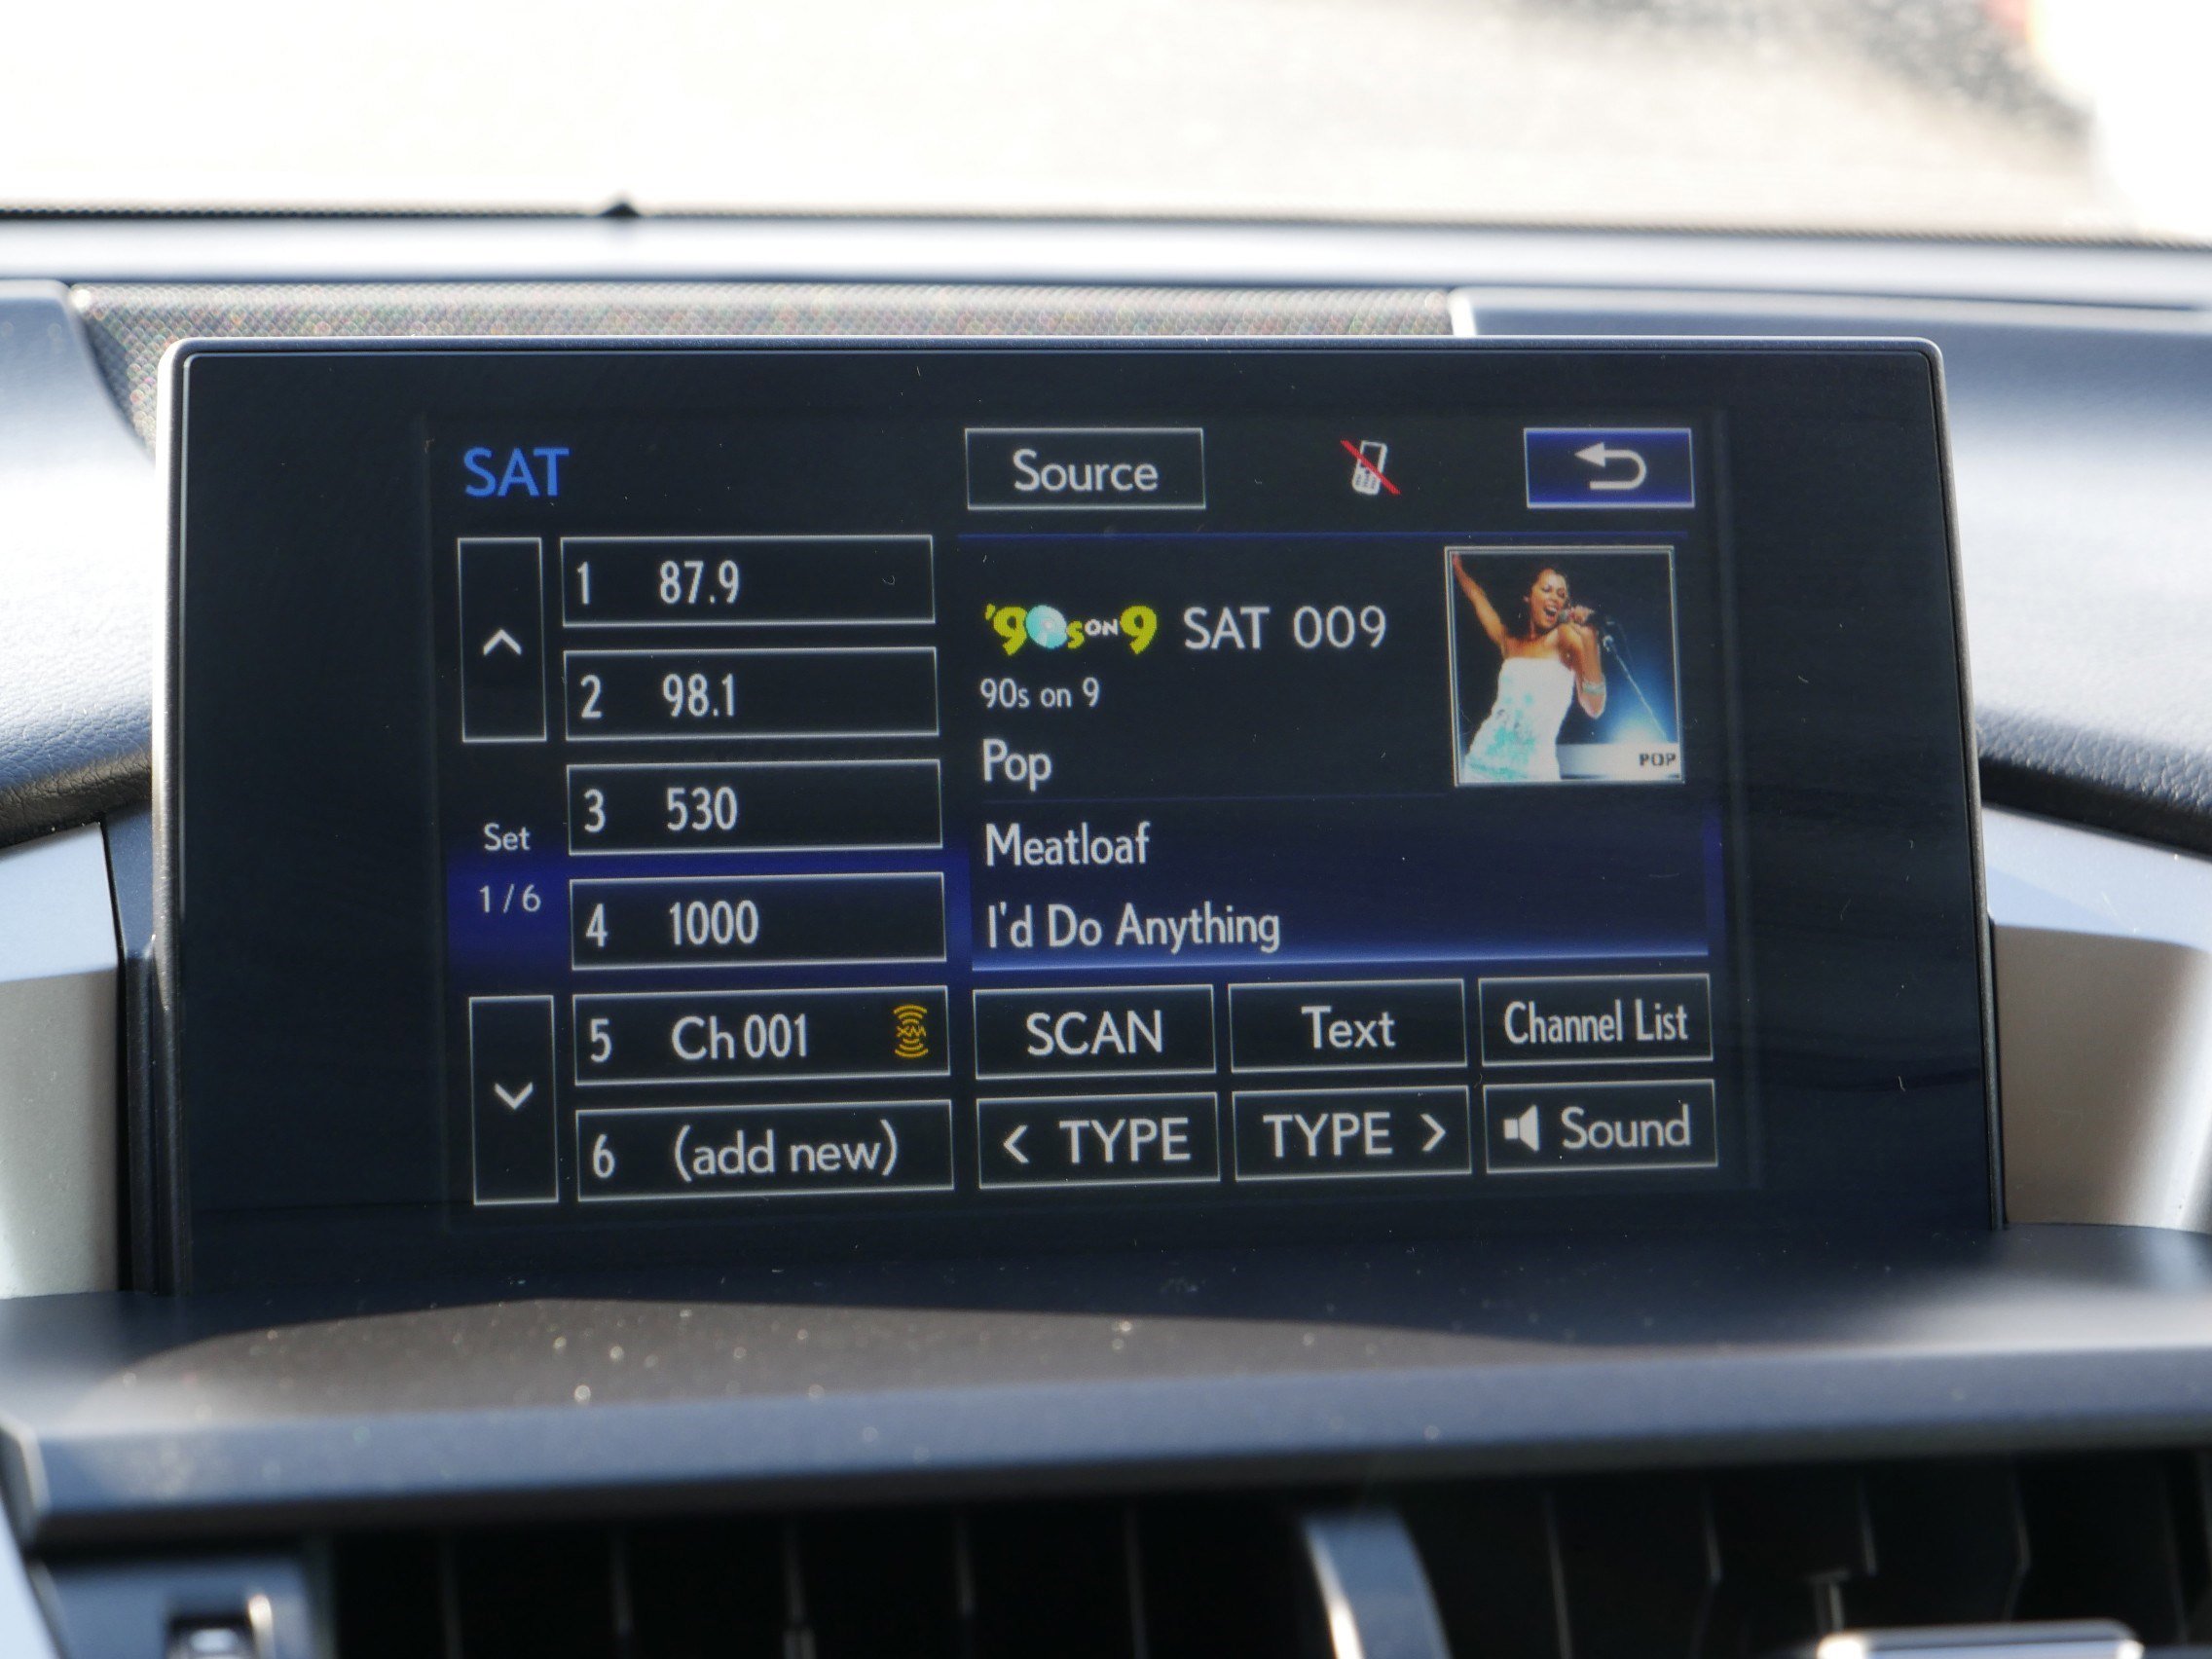 SAT
Source
1 87.9
2 98.1
3 530
4 1000
5 Ch 001 XM
6 (add new)
Set
1 / 6
'90s ON 9 SAT 009
90s on 9
Pop
POP
Meatloaf
I'd Do Anything
SCAN
Text
Channel List
< TYPE
TYPE >
Sound